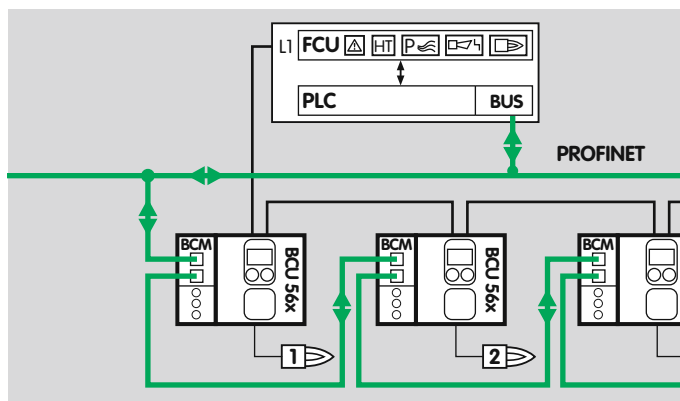 L1 FCU HT P
PLC BUS
PROFINET
BCM BCU 56x
BCM BCU 56x
BCM
1
2